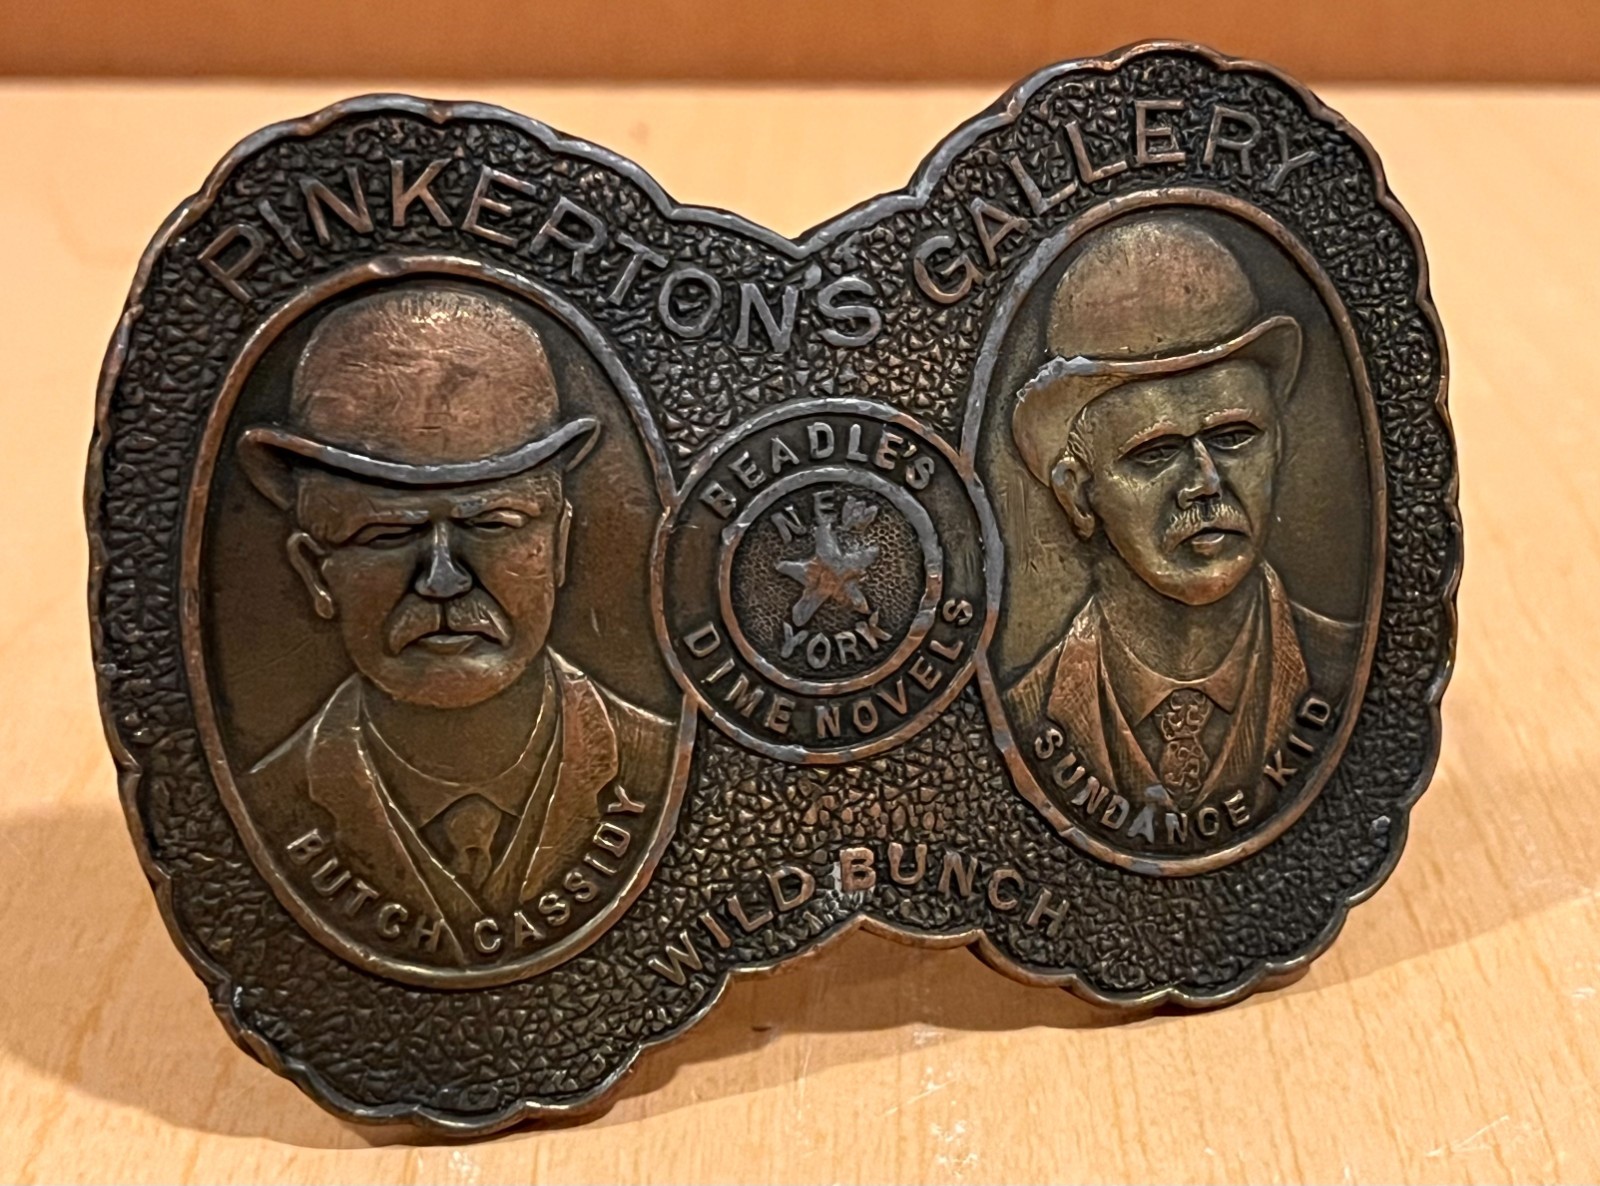 PINKERTON'S GALLERY
BEADLE'S
NEW
YORK
DIME NOVELS
BUTCH CASSIDY
SUNDANCE KID
WILD BUNCH